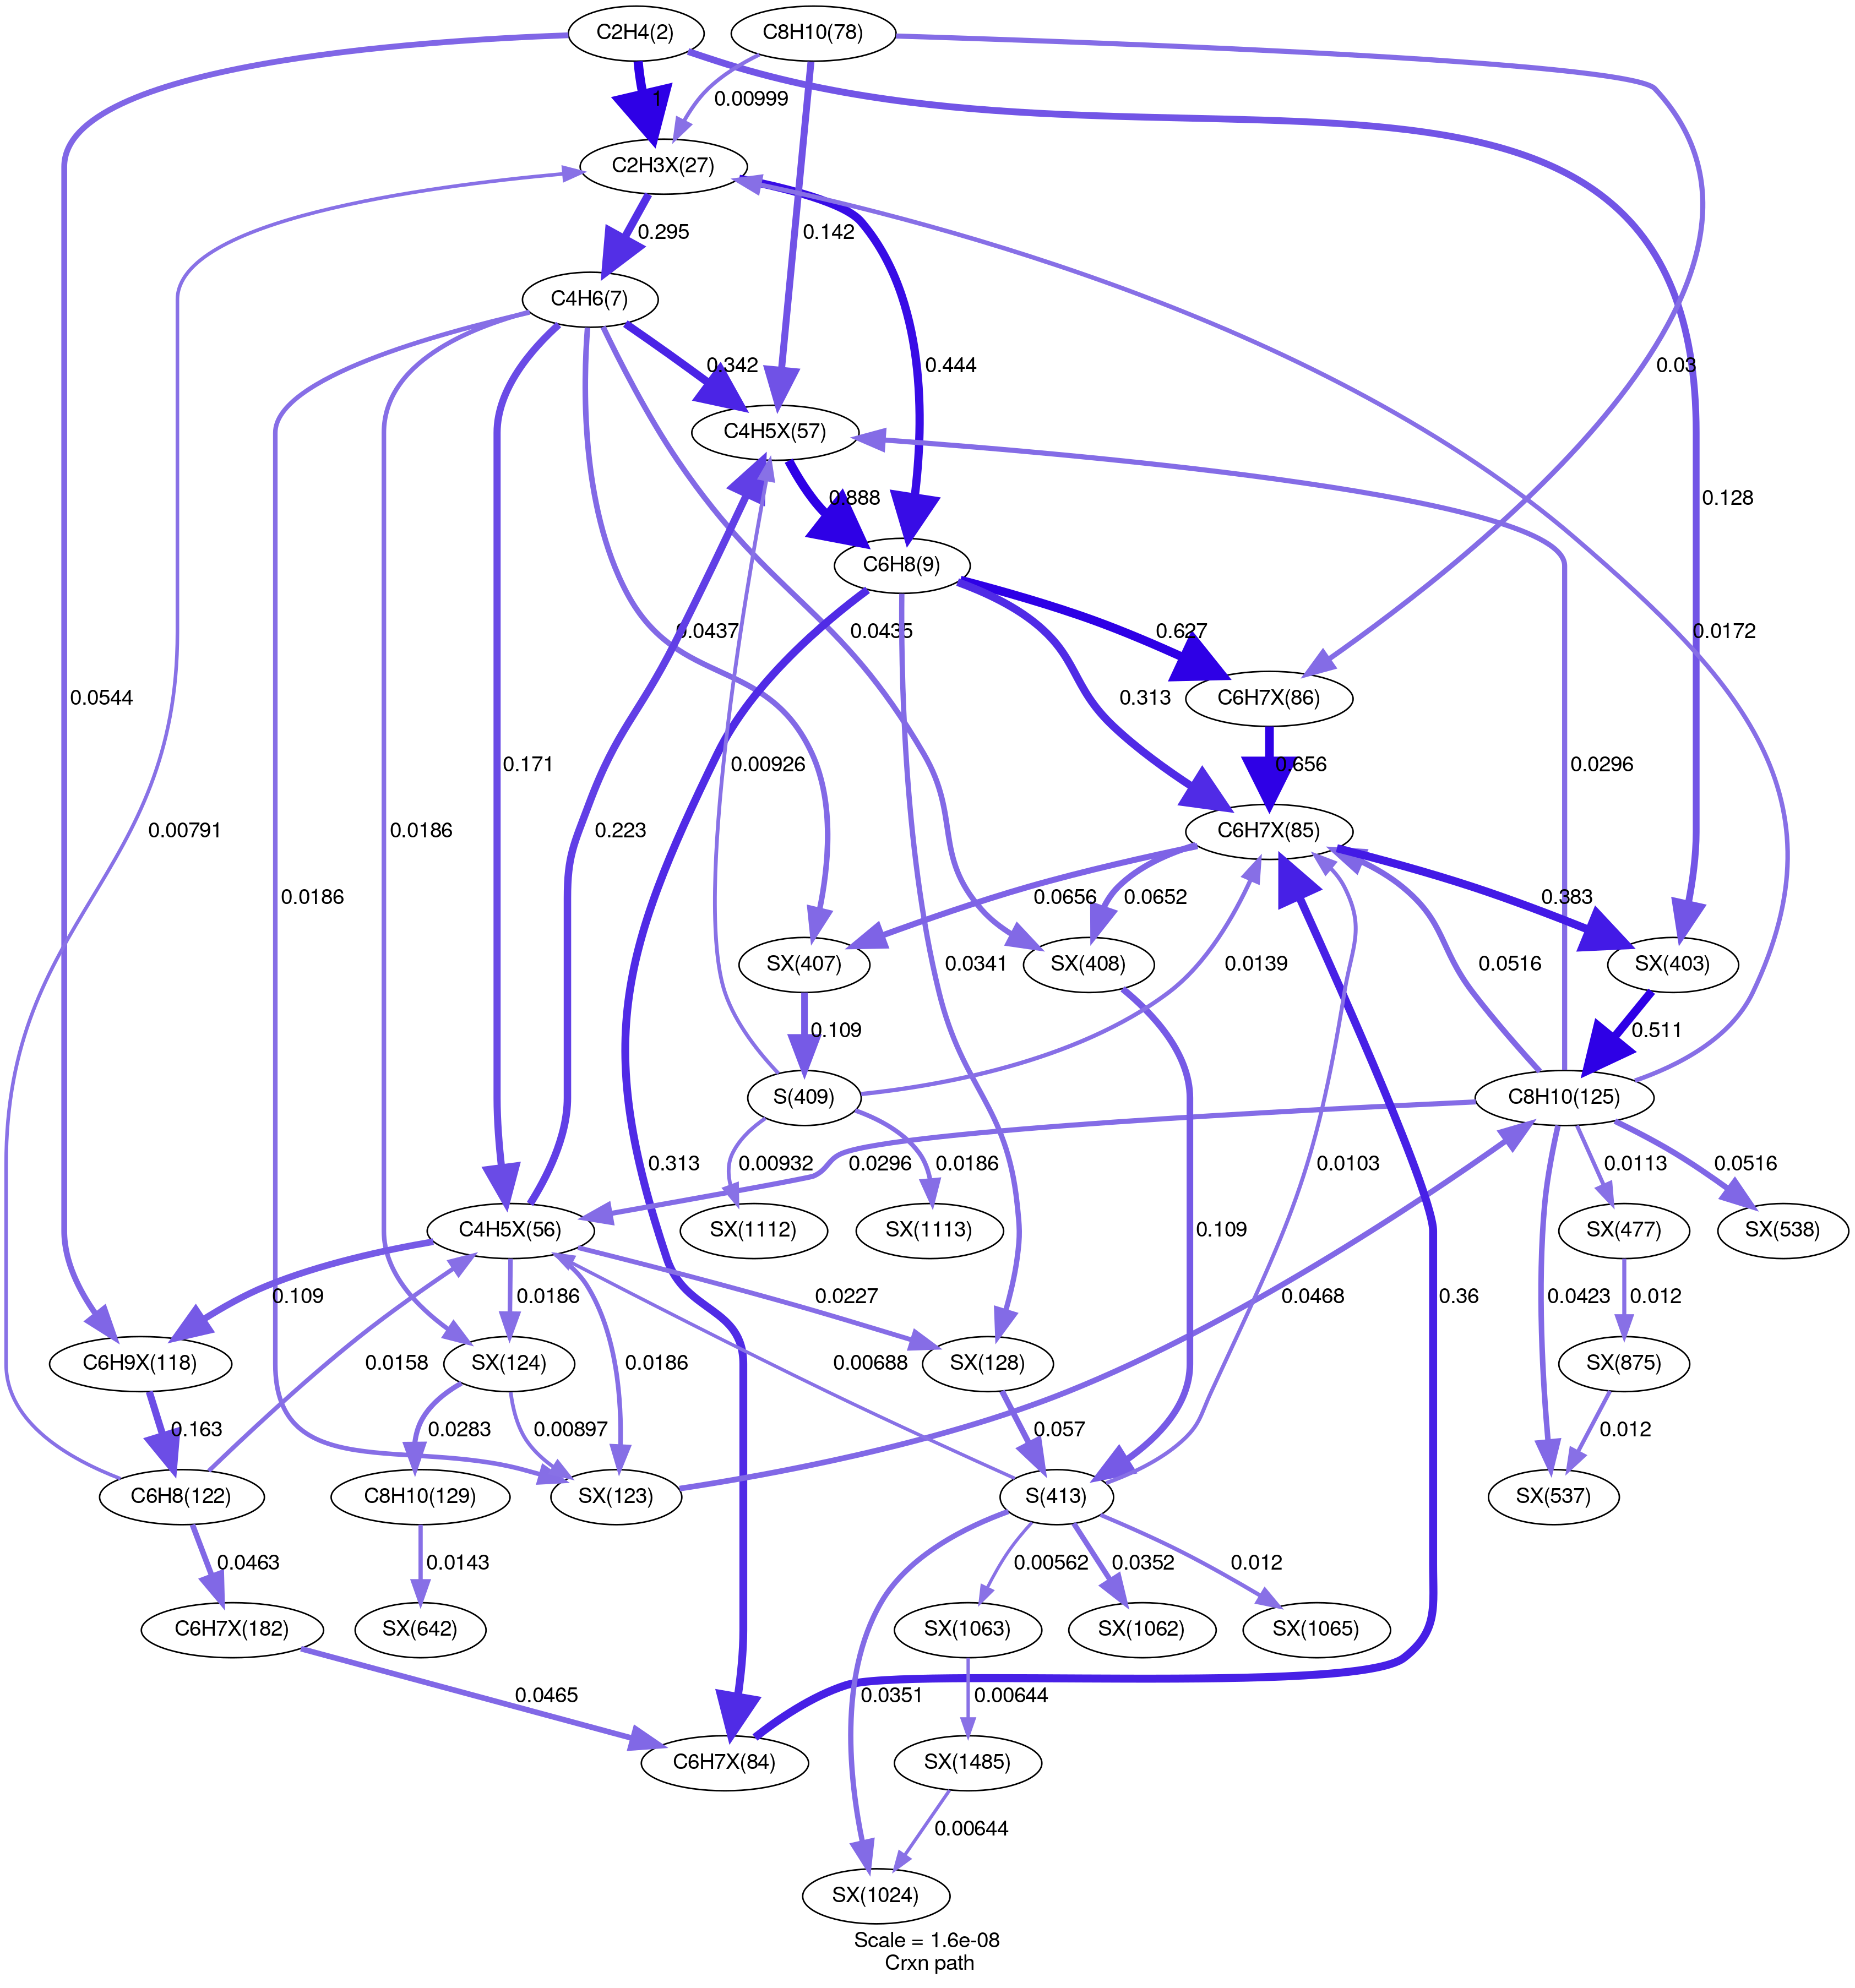 C2H4(2)
C8H10(78)
1
0.00999
C2H3X(27)
0.295
0.142
C4H6(7)
0.342
0.444
0.03
C4H5X(57)
0.128
0.888
C6H8(9)
0.0437
0.0435
0.627
0.0172
0.0544
0.313
C6H7X(86)
0.171
0.00926
0.656
0.0296
0.00791
0.0186
0.0186
0.223
C6H7X(85)
0.0656
0.0652
0.383
0.0341
0.0139
0.0516
SX(407)
SX(408)
SX(403)
0.109
0.511
S(409)
C8H10(125)
0.313
0.00932
0.0296
0.0186
0.0103
0.0113
0.0516
C4H5X(56)
SX(1112)
SX(1113)
0.109
SX(477)
SX(538)
0.109
0.0186
0.0227
0.0468
0.36
0.0423
0.012
C6H9X(118)
0.0158
SX(124)
0.0186
0.00688
SX(128)
SX(875)
0.163
0.0283
0.00897
0.057
0.012
C6H8(122)
C8H10(129)
SX(123)
S(413)
SX(537)
0.0463
0.0143
0.00562
0.0352
0.012
C6H7X(182)
SX(642)
SX(1063)
SX(1062)
SX(1065)
0.0465
0.0351
0.00644
C6H7X(84)
SX(1485)
0.00644
SX(1024)
Scale = 1.6e-08
Crxn path